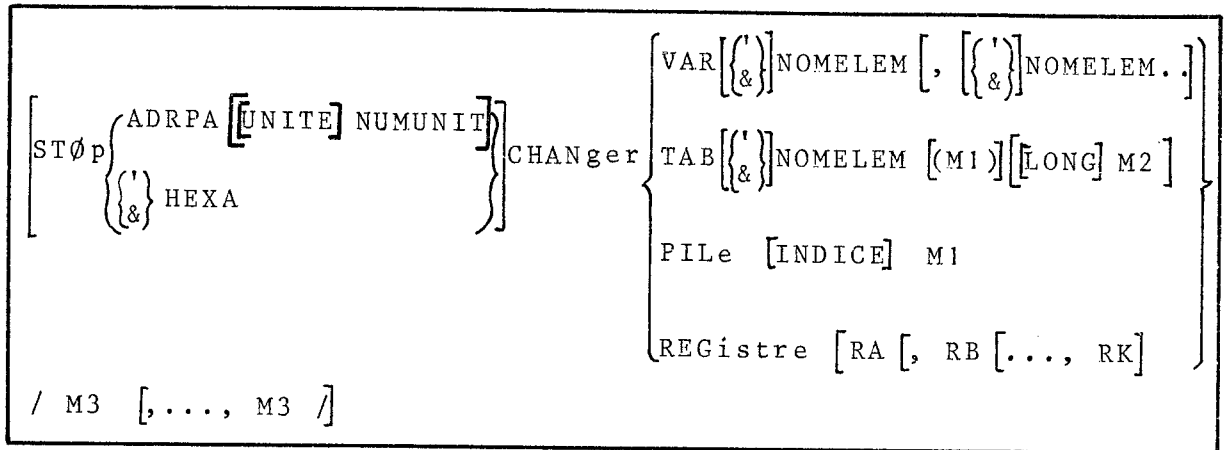 VAR[{'&}]NOMELEM [, [{'&}]NOMELEM..]
[STØp{ADRPA [[UNITE] NUMUNIT]
{'&} HEXA}]CHANger
TAB[{'&}]NOMELEM [(M1)][[LONG] M2]
PILe [INDICE] M1
REGistre [RA [, RB [..., RK]
/ M3 [,..., M3 /]